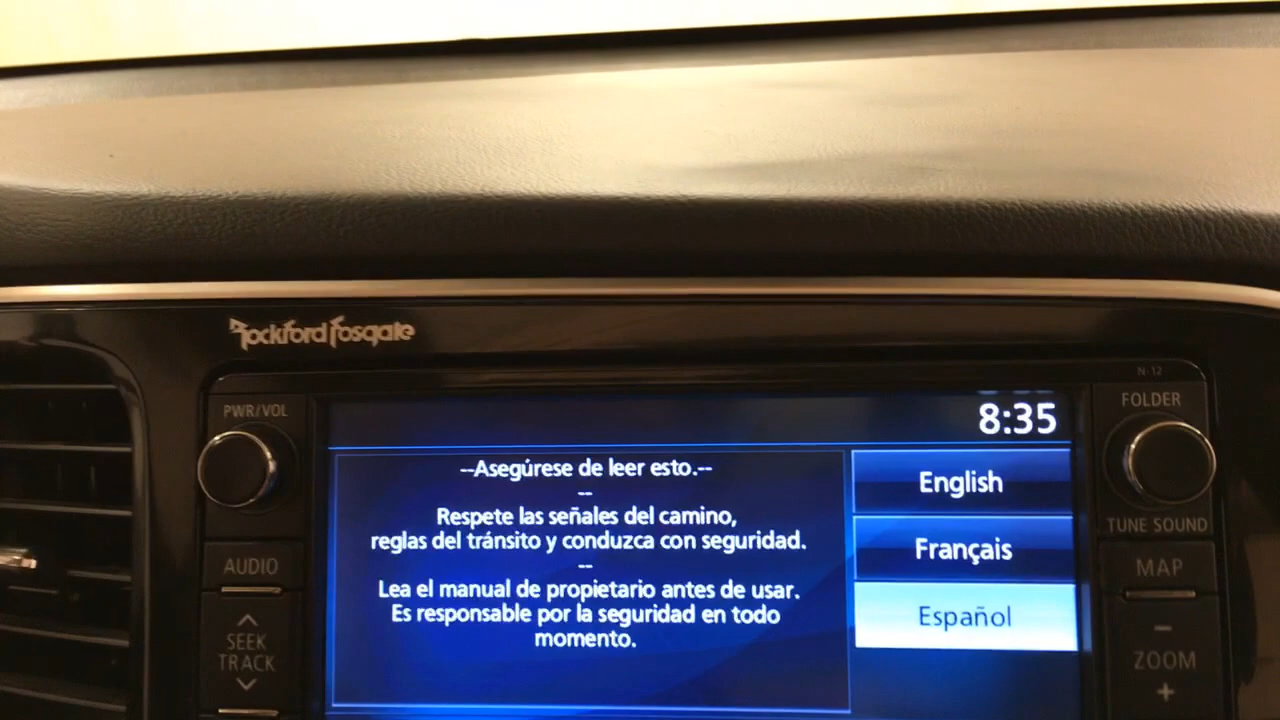 Rockford Fosgate
N-12
PWR/VOL
FOLDER
8:35
--Asegúrese de leer esto.--
--
Respete las señales del camino,
reglas del tránsito y conduzca con seguridad.
--
Lea el manual de propietario antes de usar.
Es responsable por la seguridad en todo
momento.
English
Français
Español
TUNE SOUND
AUDIO
MAP
SEEK
TRACK
−
ZOOM
+